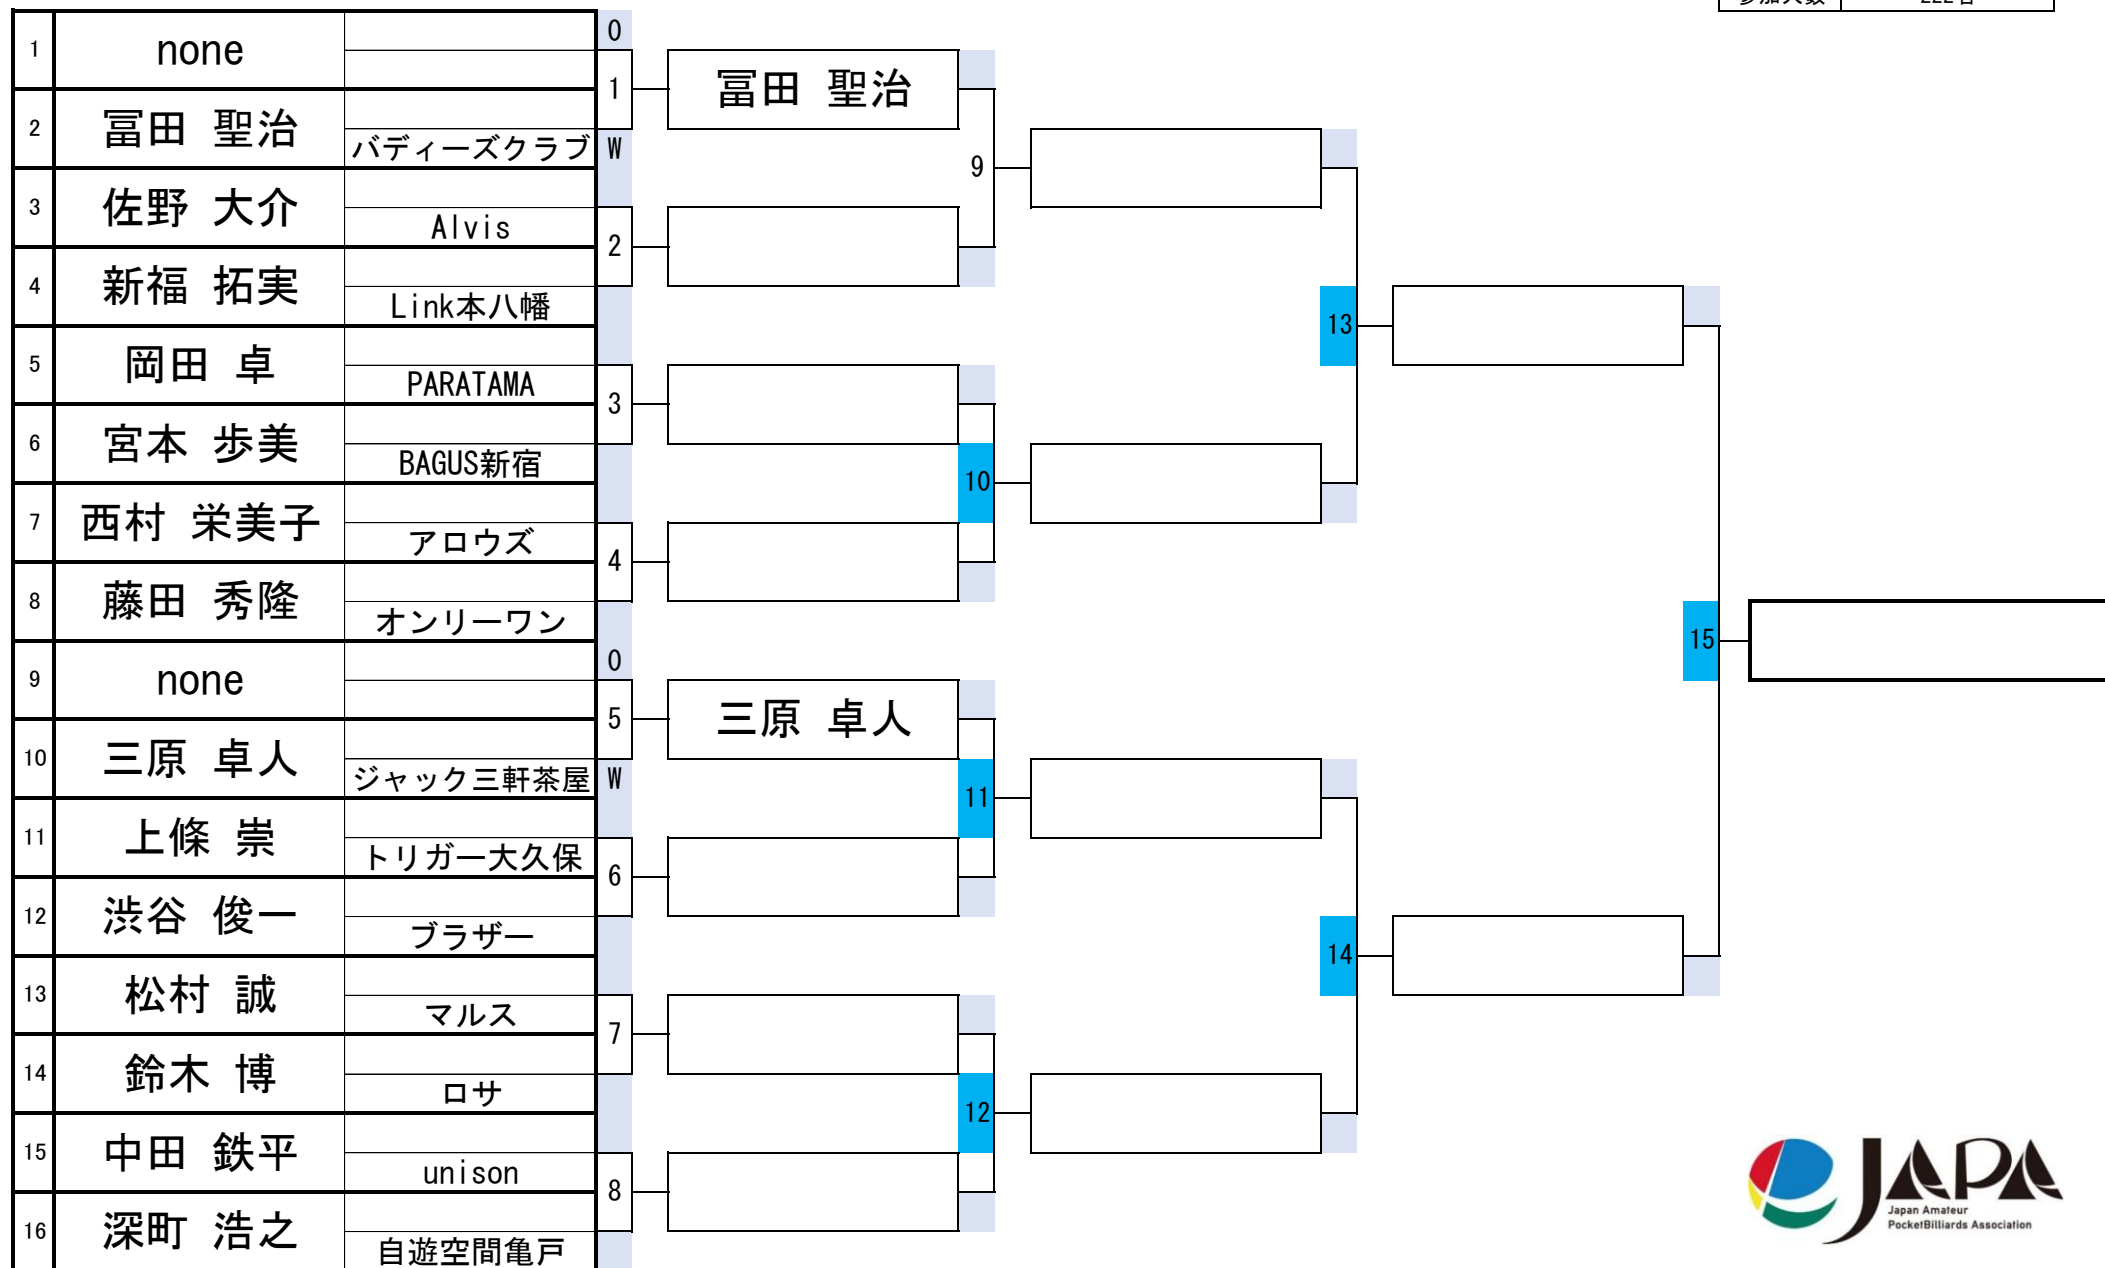 参加人数 222名
1 none 0
1 冨田 聖治
2 冨田 聖治 バディーズクラブ W
9
3 佐野 大介 Alvis
2
4 新福 拓実 Link本八幡
13
5 岡田 卓 PARATAMA
3
6 宮本 歩美 BAGUS新宿
10
7 西村 栄美子 アロウズ
4
8 藤田 秀隆 オンリーワン
15
9 none 0
5 三原 卓人
10 三原 卓人 ジャック三軒茶屋 W
11
11 上條 崇 トリガー大久保
6
12 渋谷 俊一 ブラザー
14
13 松村 誠 マルス
7
14 鈴木 博 ロサ
12
15 中田 鉄平 unison
8
16 深町 浩之 自遊空間亀戸
JAPA
Japan Amateur
PocketBilliards Association